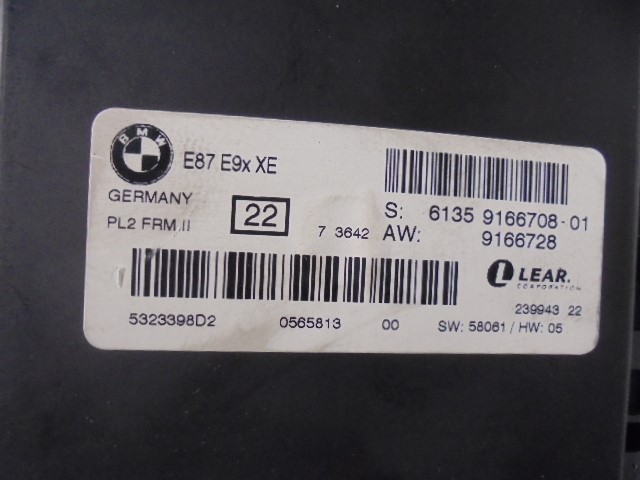 BMW
E87 E9x XE
GERMANY
PL2 FRM II
22
7 3642
S: 6135 9166708-01
AW: 9166728
LEAR.
CORPORATION
239943 22
5323398D2 0565813 00 SW: 58061 / HW: 05